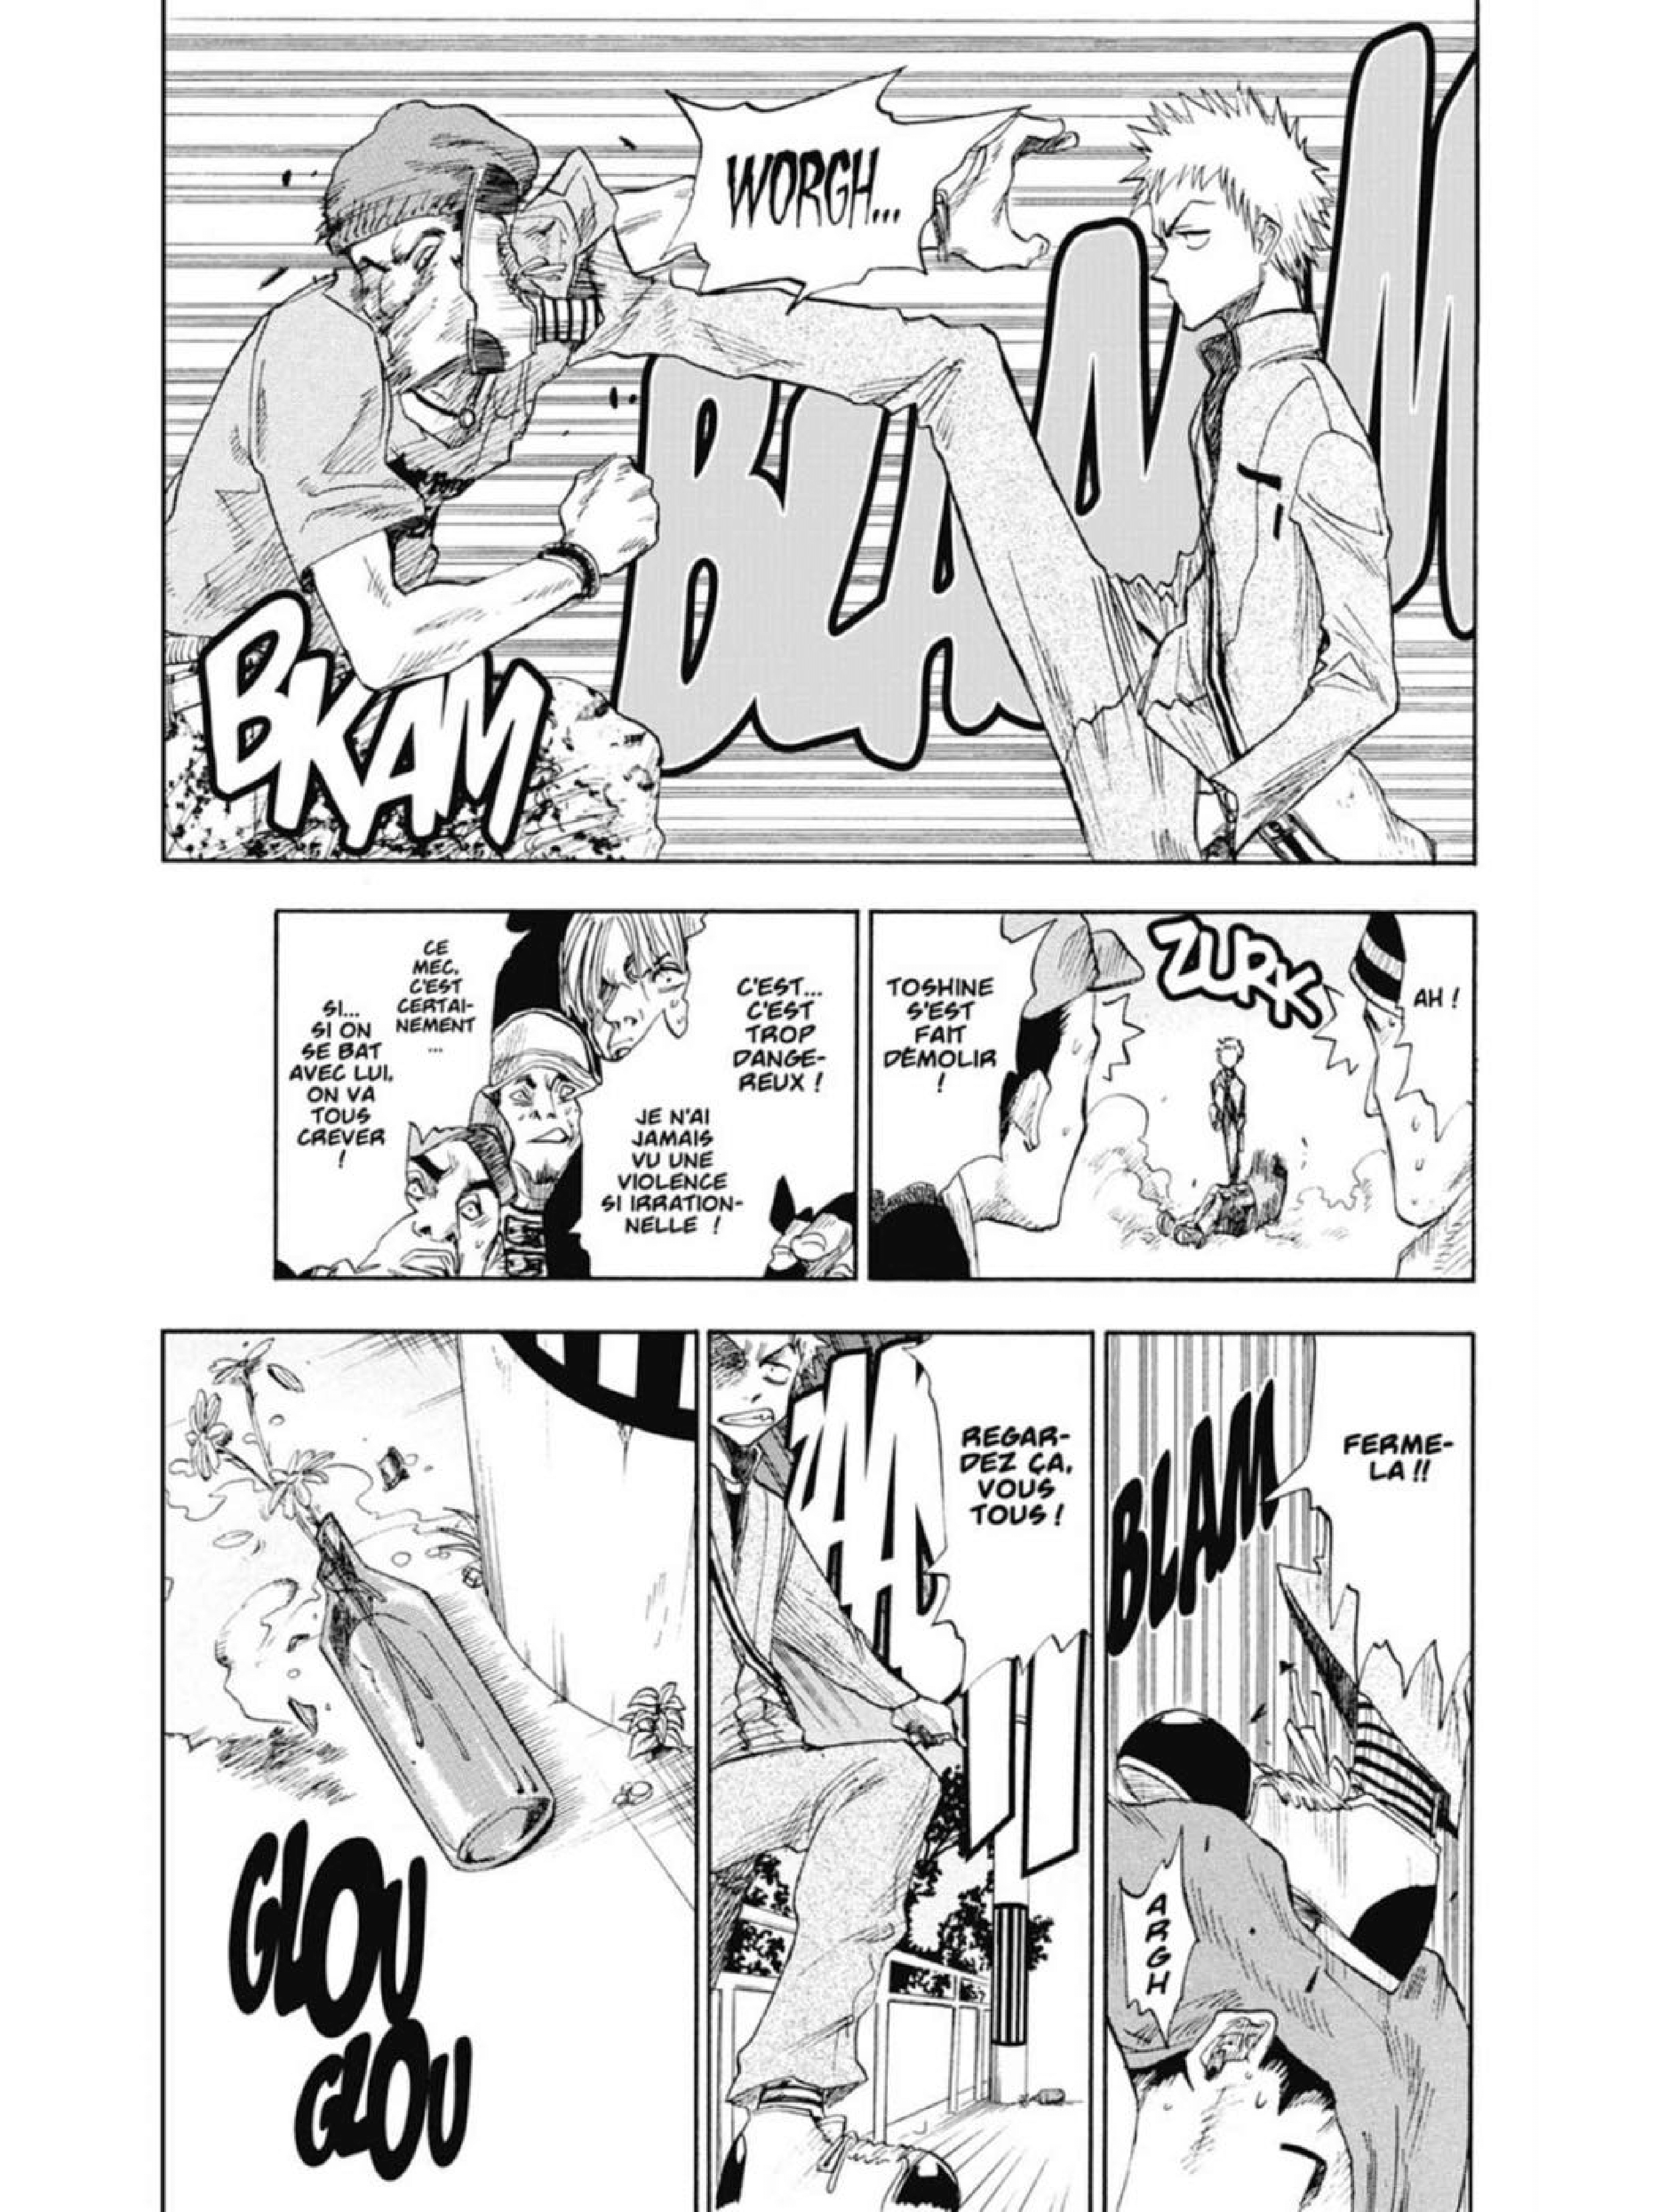 WORGH...
BLAMM
BKAM
AH !
ZURK
TOSHINE
S'EST
FAIT
DÉMOLIR
!
C'EST...
C'EST
TROP
DANGE-
REUX !
JE N'AI
JAMAIS
VU UNE
VIOLENCE
SI IRRATION-
NELLE !
CE
MEC,
C'EST
CERTAI-
NEMENT
...
SI...
SI ON
SE BAT
AVEC LUI,
ON VA
TOUS
CREVER
!
FERME-
LA !!
BLAM
ARGH
REGAR-
DEZ ÇA,
VOUS
TOUS !
GLOU
GLOU